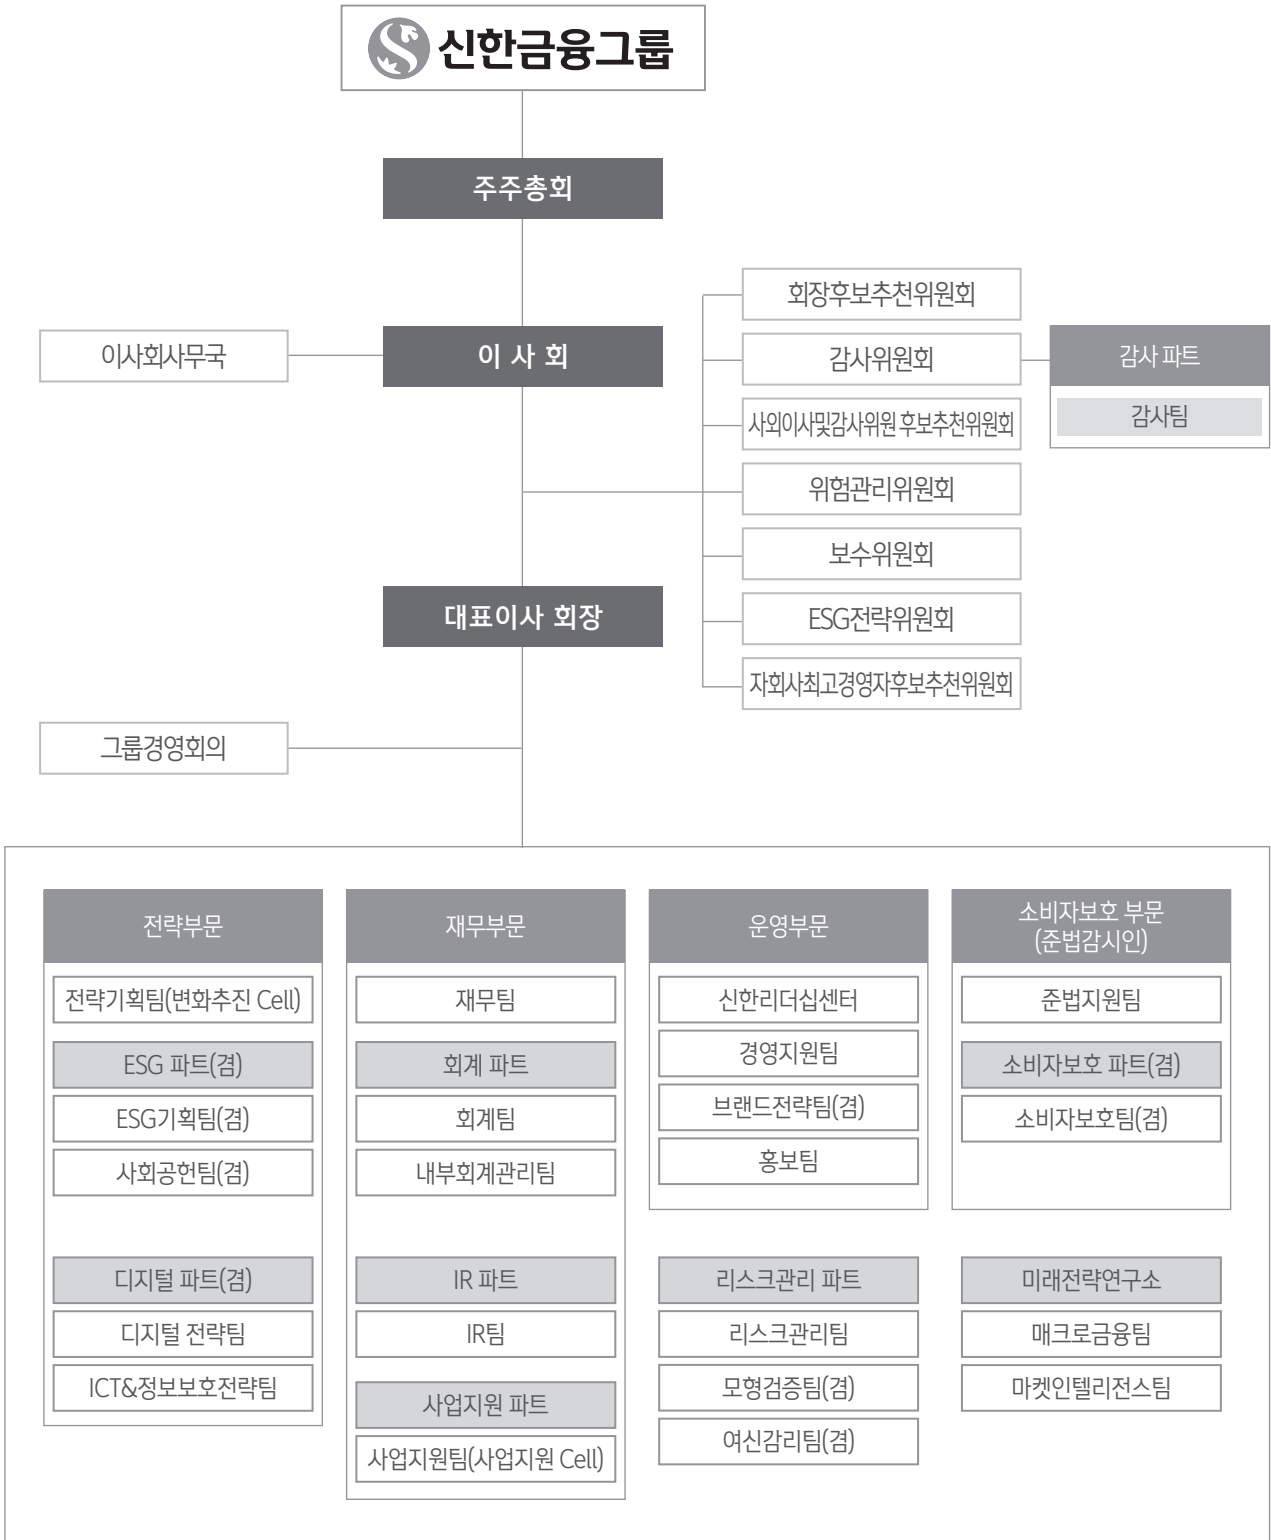 신한금융그룹
주주총회
이사회사무국
이 사 회
회장후보추천위원회
감사위원회
사외이사및감사위원 후보추천위원회
위험관리위원회
보수위원회
ESG전략위원회
자회사최고경영자후보추천위원회
감사 파트
감사팀
대표이사 회장
그룹경영회의
전략부문
전략기획팀(변화추진 Cell)
ESG 파트(겸)
ESG기획팀(겸)
사회공헌팀(겸)
디지털 파트(겸)
디지털 전략팀
ICT&정보보호전략팀
재무부문
재무팀
회계 파트
회계팀
내부회계관리팀
IR 파트
IR팀
사업지원 파트
사업지원팀(사업지원 Cell)
운영부문
신한리더십센터
경영지원팀
브랜드전략팀(겸)
홍보팀
리스크관리 파트
리스크관리팀
모형검증팀(겸)
여신감리팀(겸)
소비자보호 부문
(준법감시인)
준법지원팀
소비자보호 파트(겸)
소비자보호팀(겸)
미래전략연구소
매크로금융팀
마켓인텔리전스팀